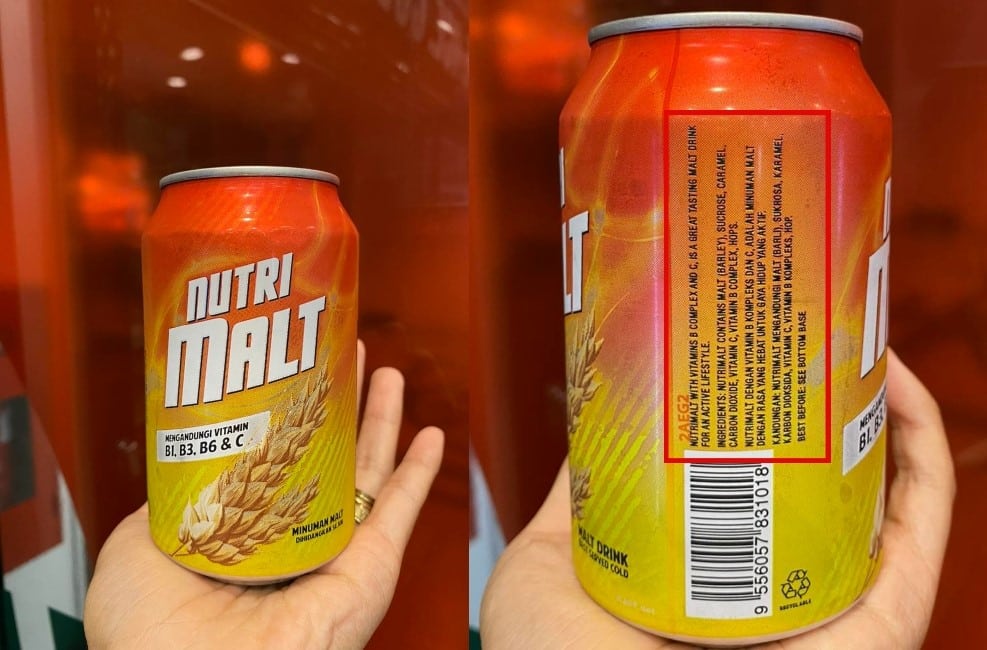 NUTRI
MALT
MENGANDUNGI VITAMIN
B1, B3, B6 & C
MINUMAN MALT
DIHIDANGKAN SEJUK
2AEG2
NUTRIMALT WITH VITAMINS B COMPLEX AND C, IS A GREAT TASTING MALT DRINK
FOR AN ACTIVE LIFESTYLE.
INGREDIENTS: NUTRIMALT CONTAINS MALT (BARLEY), SUCROSE, CARAMEL,
CARBON DIOXIDE, VITAMIN C, VITAMIN B COMPLEX, HOPS.
NUTRIMALT DENGAN VITAMIN B KOMPLEKS DAN C, ADALAH MINUMAN MALT
DENGAN RASA YANG HEBAT UNTUK GAYA HIDUP YANG AKTIF.
KANDUNGAN: NUTRIMALT MENGANDUNGI MALT (BARLI), SUKROSA, KARAMEL,
KARBON DIOKSIDA, VITAMIN C, VITAMIN B KOMPLEKS, HOP.
BEST BEFORE: SEE BOTTOM BASE
9 556057 831018
MALT DRINK
BEST SERVED COLD
RECYCLABLE